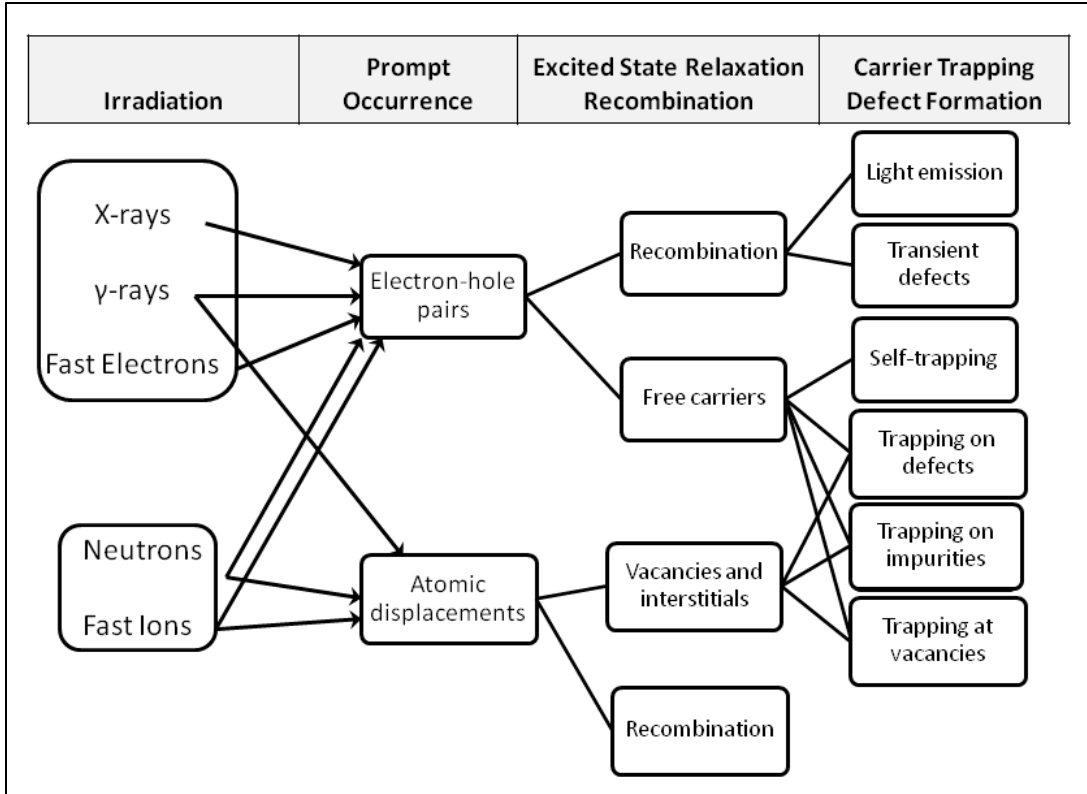 Irradiation
Prompt
Occurrence
Excited State Relaxation
Recombination
Carrier Trapping
Defect Formation
X-rays
γ-rays
Fast Electrons
Neutrons
Fast Ions
Electron-hole
pairs
Atomic
displacements
Recombination
Free carriers
Vacancies and
interstitials
Recombination
Light emission
Transient
defects
Self-trapping
Trapping on
defects
Trapping on
impurities
Trapping at
vacancies